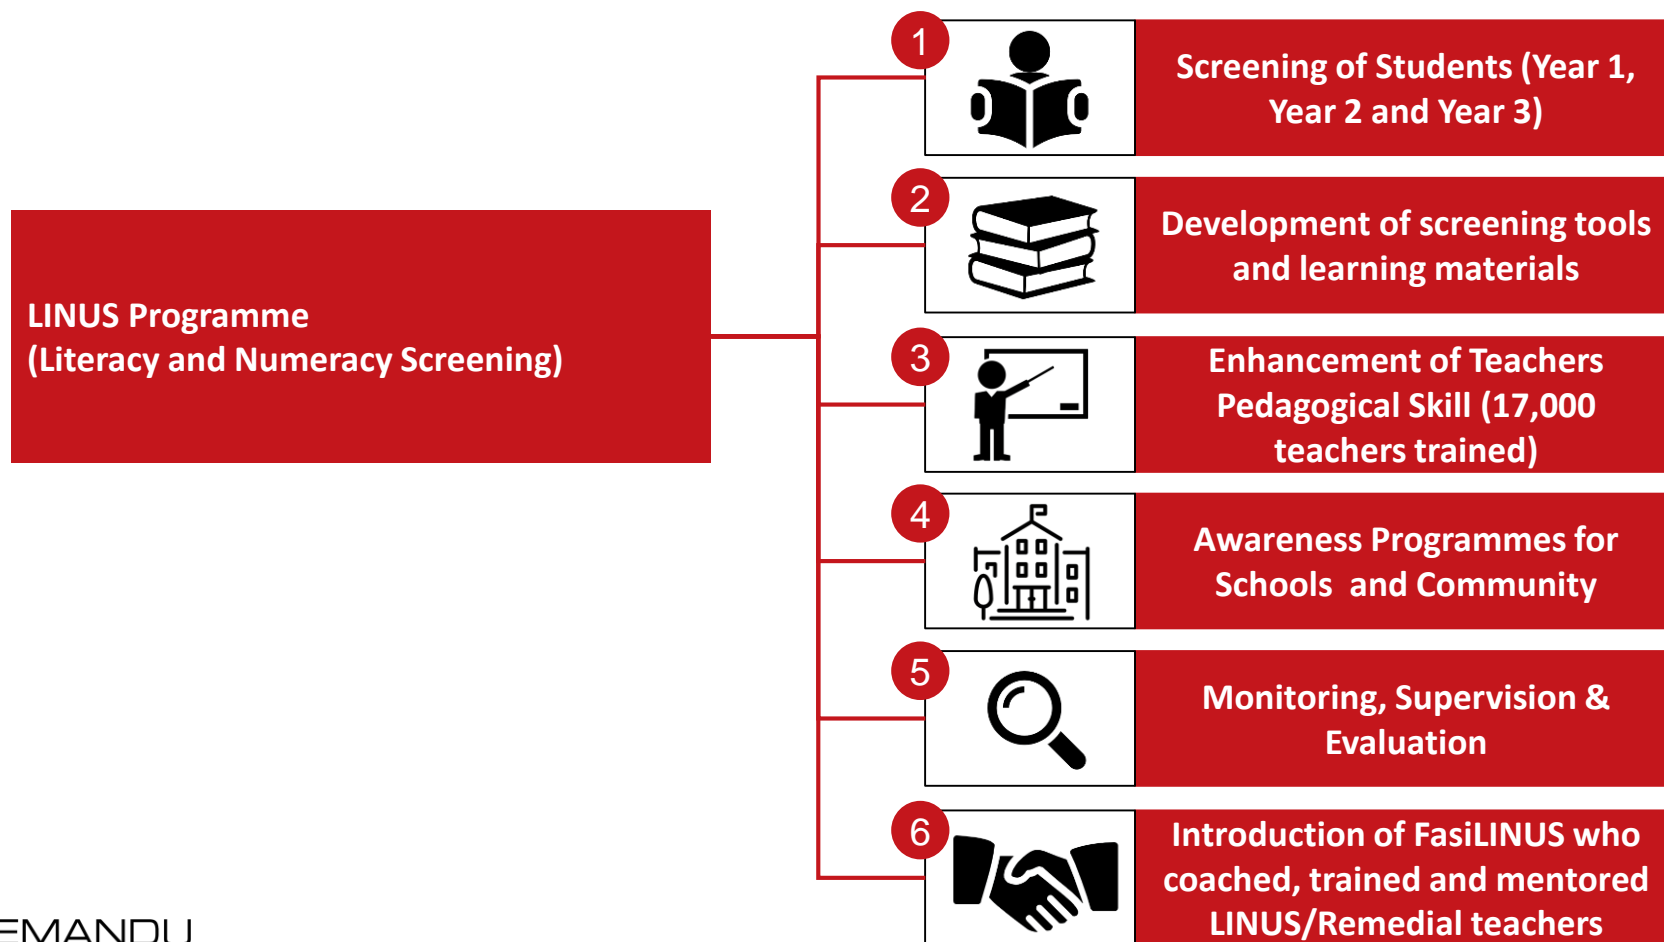 LINUS Programme
(Literacy and Numeracy Screening)
1
Screening of Students (Year 1,
Year 2 and Year 3)
2
Development of screening tools
and learning materials
3
Enhancement of Teachers
Pedagogical Skill (17,000
teachers trained)
4
Awareness Programmes for
Schools  and Community
5
Monitoring, Supervision &
Evaluation
6
Introduction of FasiLINUS who
coached, trained and mentored
LINUS/Remedial teachers
EMANDU